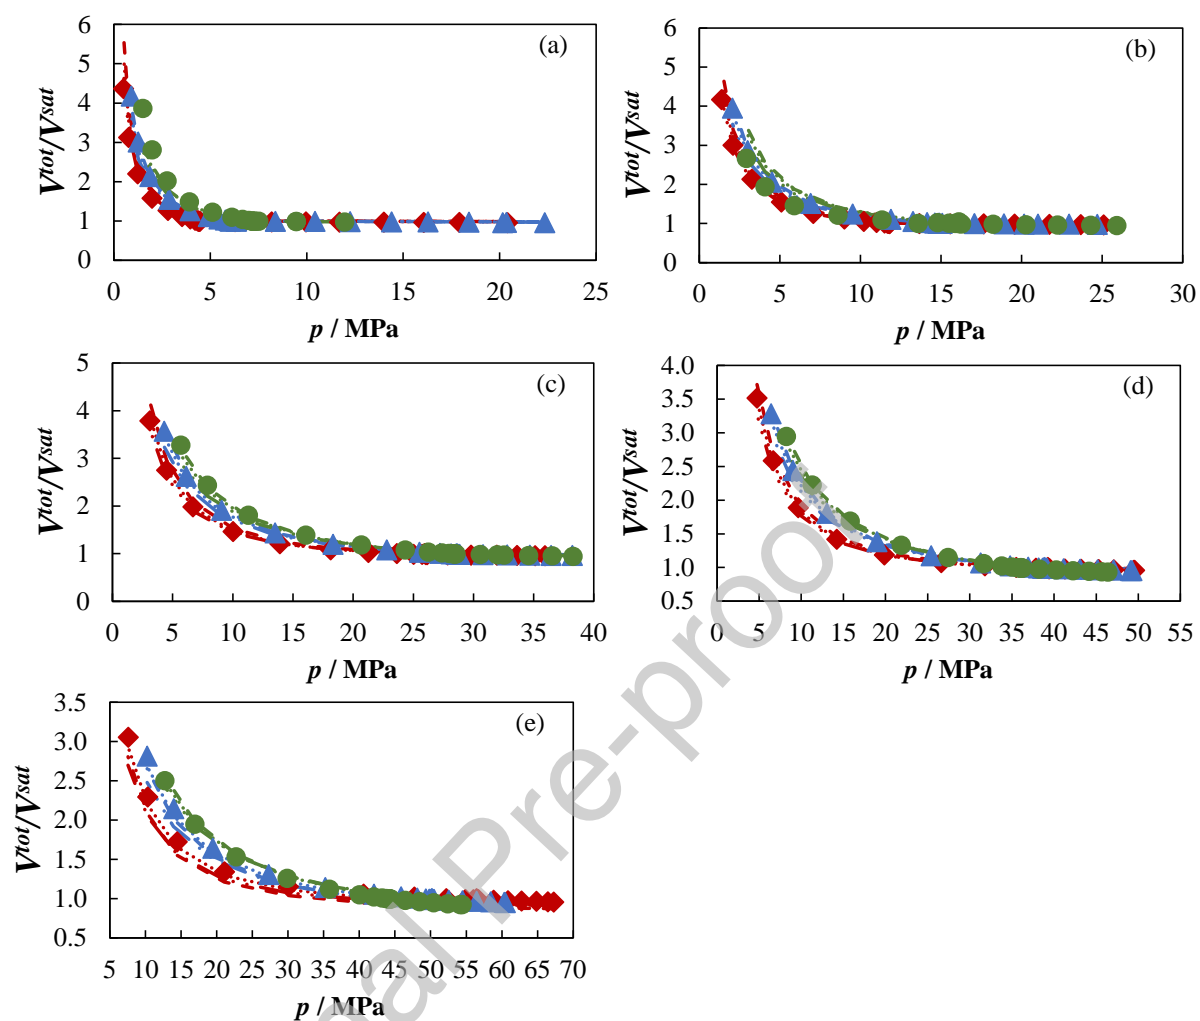 (a)
V^tot/V^sat
6
5
4
3
2
1
0
0 5 10 15 20 25
p / MPa
(b)
V^tot/V^sat
6
5
4
3
2
1
0
0 5 10 15 20 25 30
p / MPa
(c)
V^tot/V^sat
5
4
3
2
1
0
0 5 10 15 20 25 30 35 40
p / MPa
(d)
V^tot/V^sat
4.0
3.5
3.0
2.5
2.0
1.5
1.0
0.5
0 5 10 15 20 25 30 35 40 45 50 55
p / MPa
(e)
V^tot/V^sat
3.5
3.0
2.5
2.0
1.5
1.0
0.5
5 10 15 20 25 30 35 40 45 50 55 60 65 70
p / MPa
nal Pre-proof